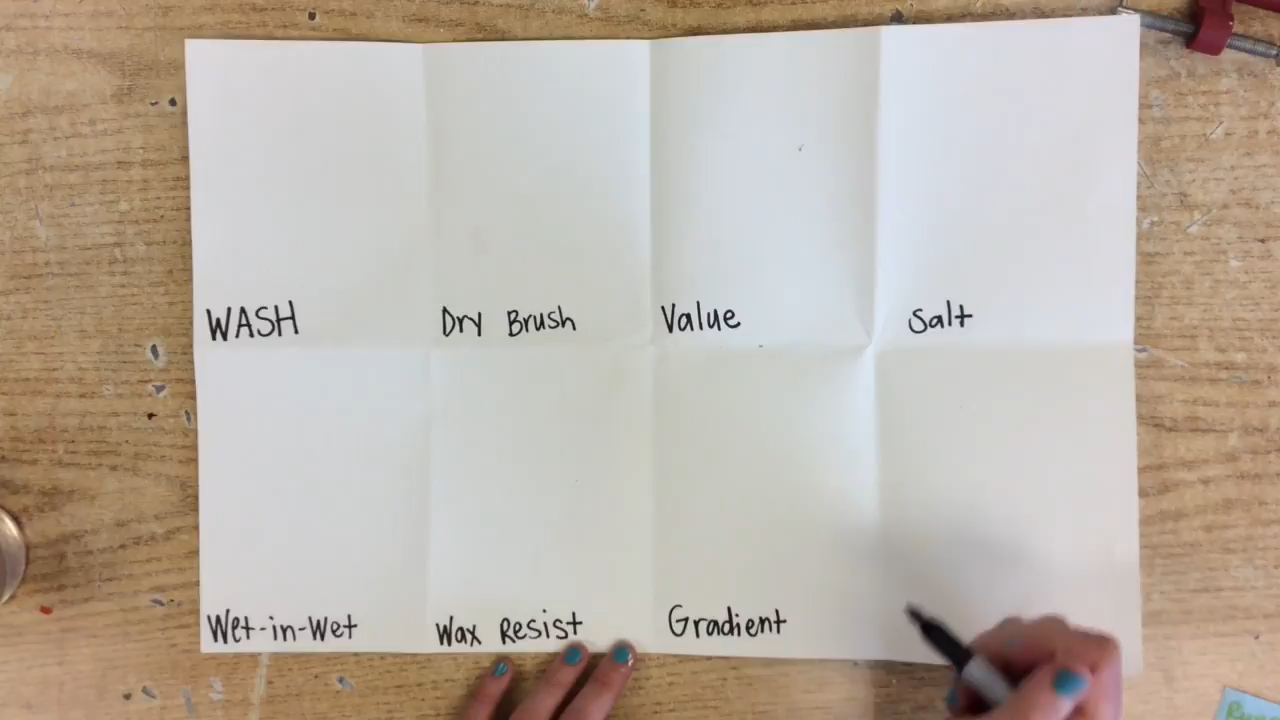 WASH
Dry Brush
Value
Salt
Wet-in-Wet
Wax Resist
Gradient